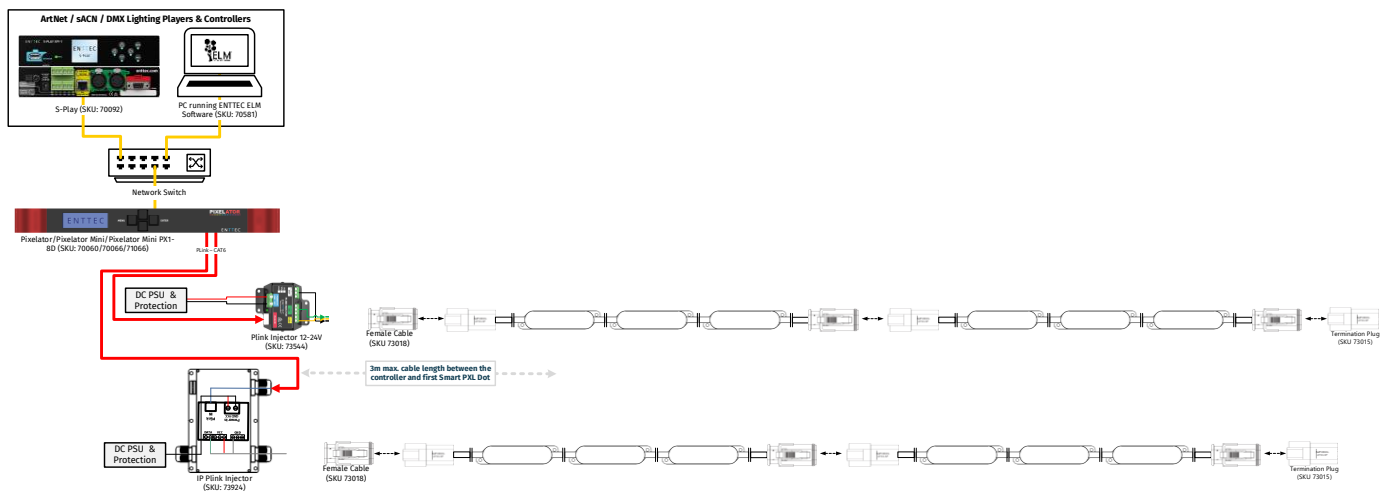 ArtNet / sACN / DMX Lighting Players & Controllers
ENTTEC
enttec.com
ELM
S-Play (SKU: 70092)
PC running ENTTEC ELM
Software (SKU: 70581)
Network Switch
ENTTEC
PIXELATOR
ENTTEC
Pixelator/Pixelator Mini/Pixelator Mini PX1-
8D (SKU: 70060/70066/71066)
PLink - CAT6
DC PSU &
Protection
Plink Injector 12-24V
(SKU: 73544)
Female Cable
(SKU 73018)
Termination Plug
(SKU 73015)
3m max. cable length between the
controller and first Smart PXL Dot
DC PSU &
Protection
IP Plink Injector
(SKU: 73924)
Female Cable
(SKU 73018)
Termination Plug
(SKU 73015)